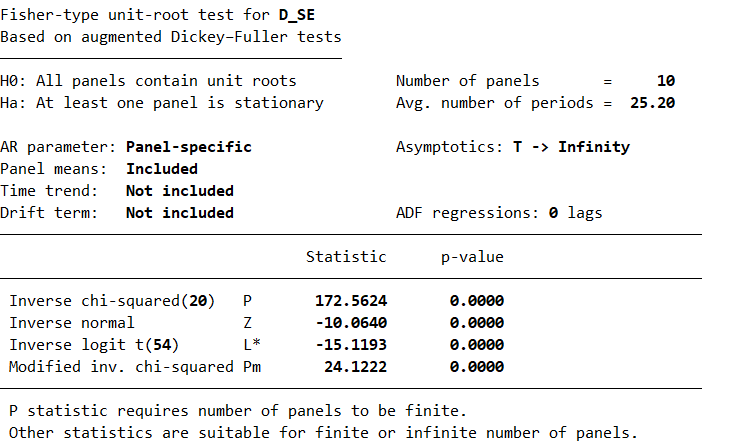 Fisher-type unit-root test for D_SE
Based on augmented Dickey–Fuller tests
H0: All panels contain unit roots Number of panels = 10
Ha: At least one panel is stationary Avg. number of periods = 25.20
AR parameter: Panel-specific Asymptotics: T -> Infinity
Panel means: Included
Time trend: Not included
Drift term: Not included ADF regressions: 0 lags
Statistic p-value
Inverse chi-squared(20) P 172.5624 0.0000
Inverse normal Z -10.0640 0.0000
Inverse logit t(54) L* -15.1193 0.0000
Modified inv. chi-squared Pm 24.1222 0.0000
P statistic requires number of panels to be finite.
Other statistics are suitable for finite or infinite number of panels.